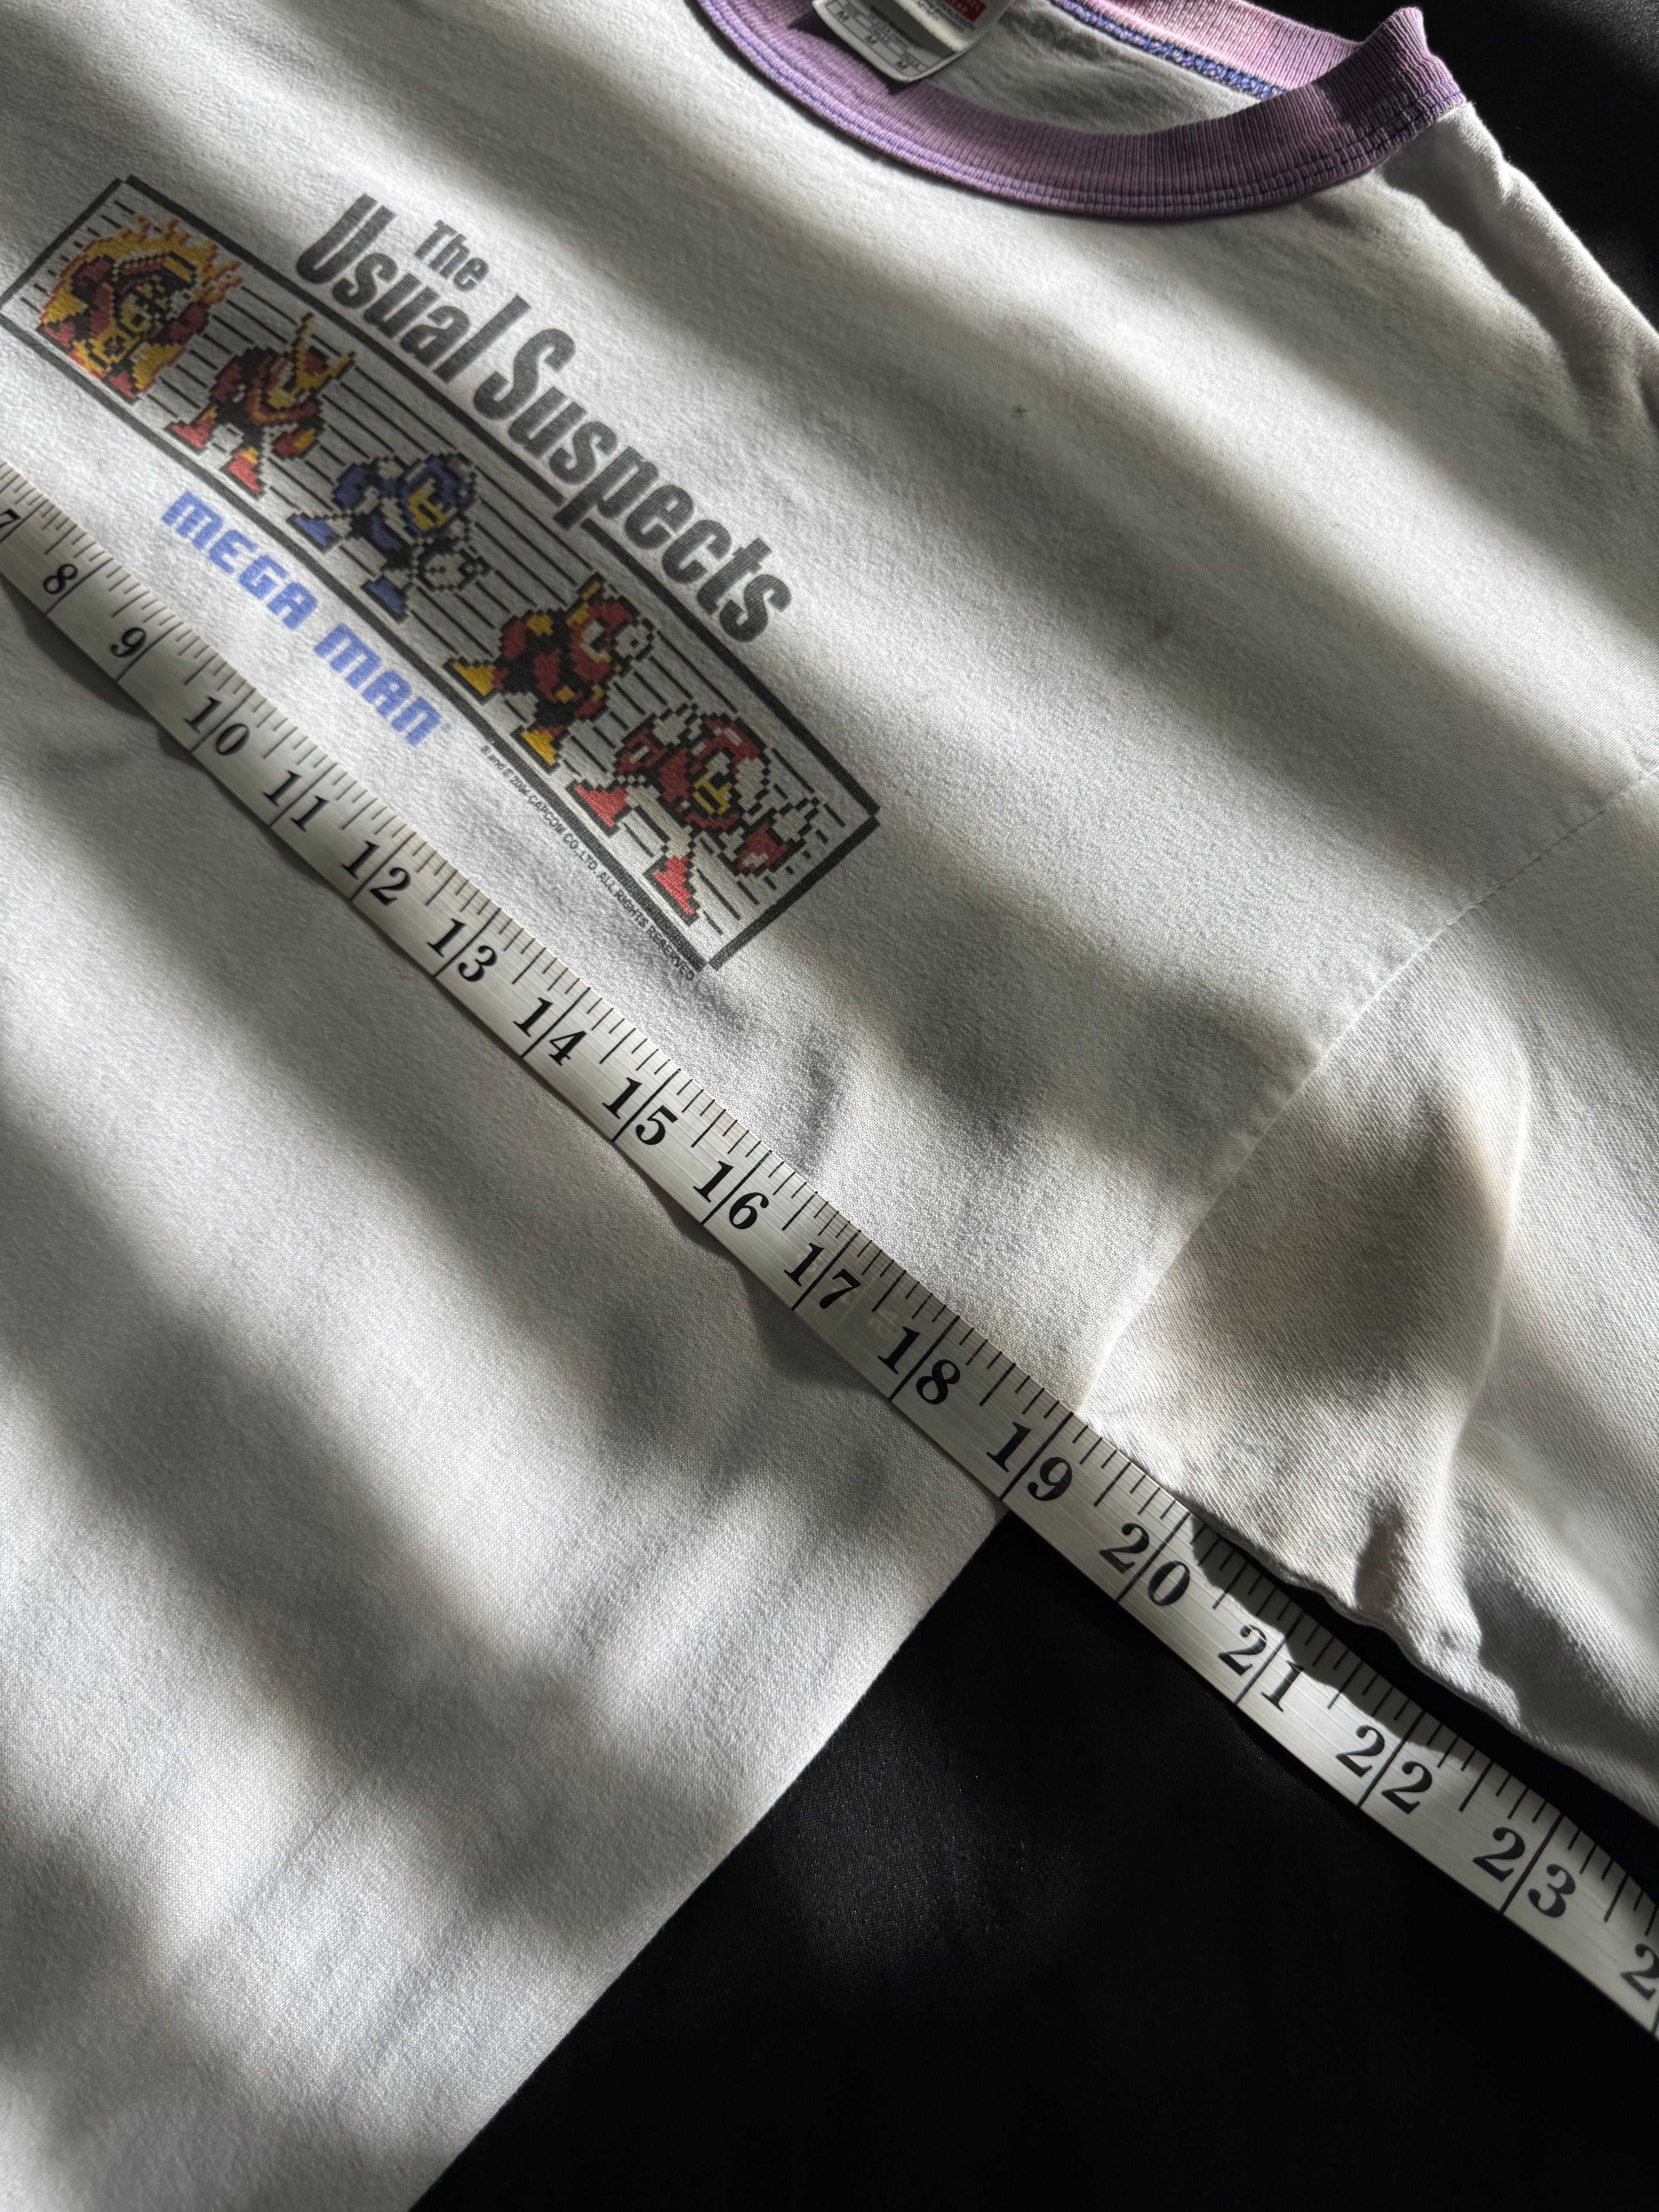 M
M
M
The
Usual Suspects
MEGA MAN
CAPCOM CO., LTD. ALL RIGHTS RESERVED
7
8
9
10
11
12
13
14
15
16
17
18
19
20
21
22
23
2